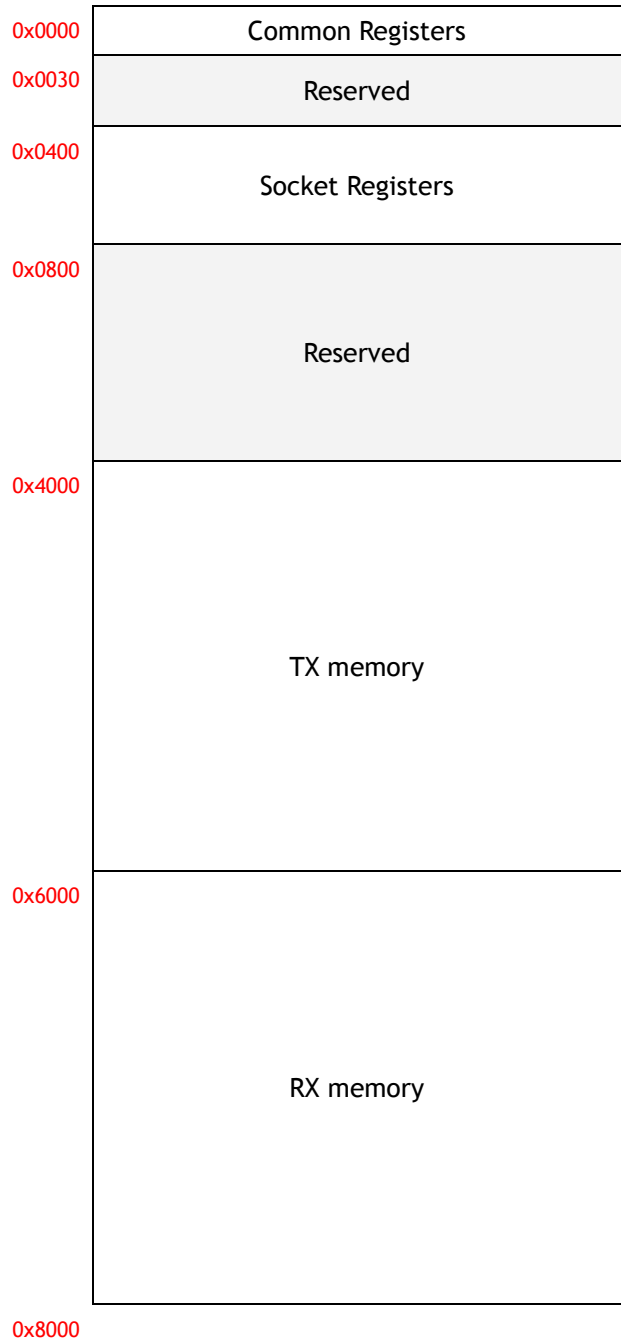 0x0000
Common Registers
0x0030
Reserved
0x0400
Socket Registers
0x0800
Reserved
0x4000
TX memory
0x6000
RX memory
0x8000